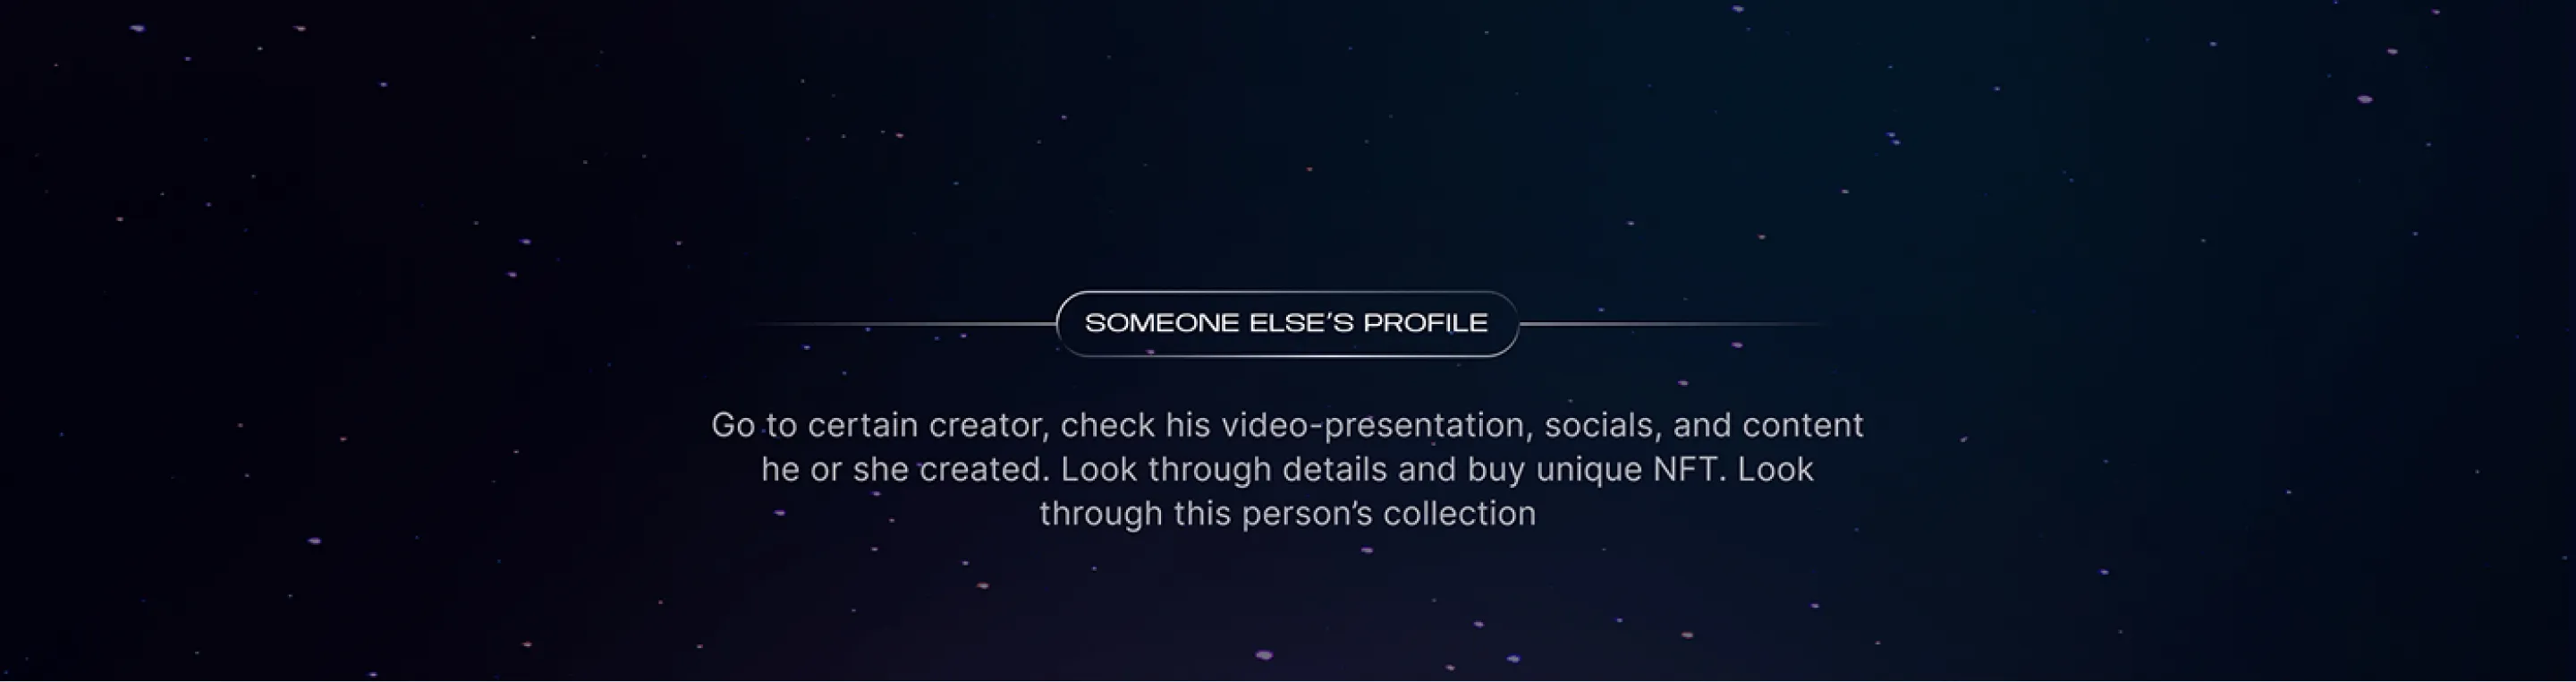 SOMEONE ELSE’S PROFILE
Go to certain creator, check his video-presentation, socials, and content
he or she created. Look through details and buy unique NFT. Look
through this person’s collection